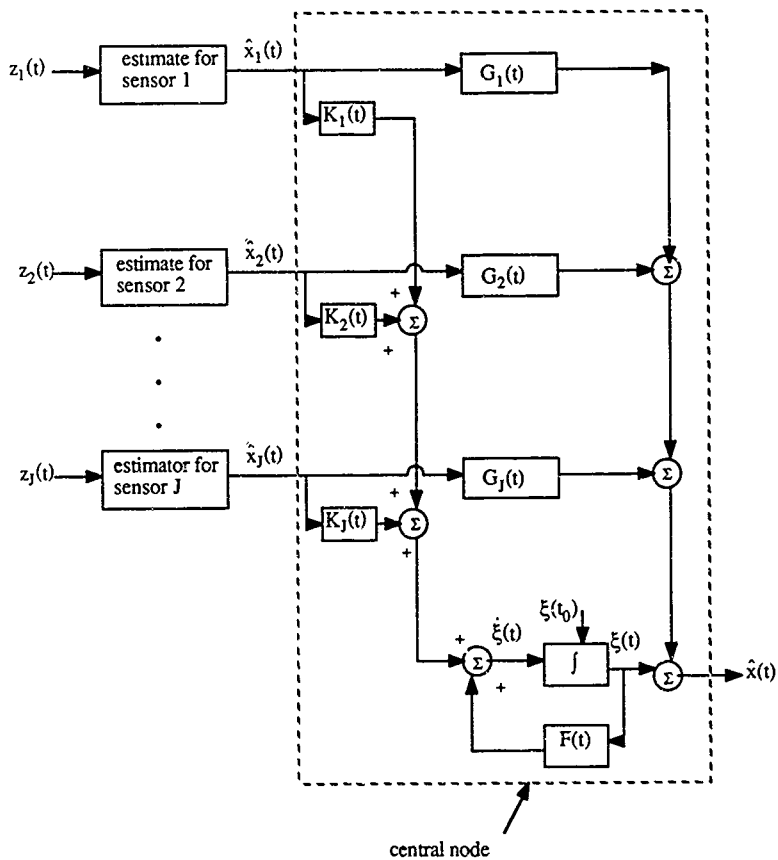 z₁(t)
estimate for
sensor 1
x̂₁(t)
G₁(t)
K₁(t)
z₂(t)
estimate for
sensor 2
x̂₂(t)
G₂(t)
Σ
K₂(t)
+
Σ
+
z_J(t)
estimator for
sensor J
x̂_J(t)
G_J(t)
Σ
K_J(t)
+
Σ
+
ξ(t₀)
+
Σ
+
ξ̇(t)
∫
ξ(t)
Σ
x̂(t)
F(t)
central node